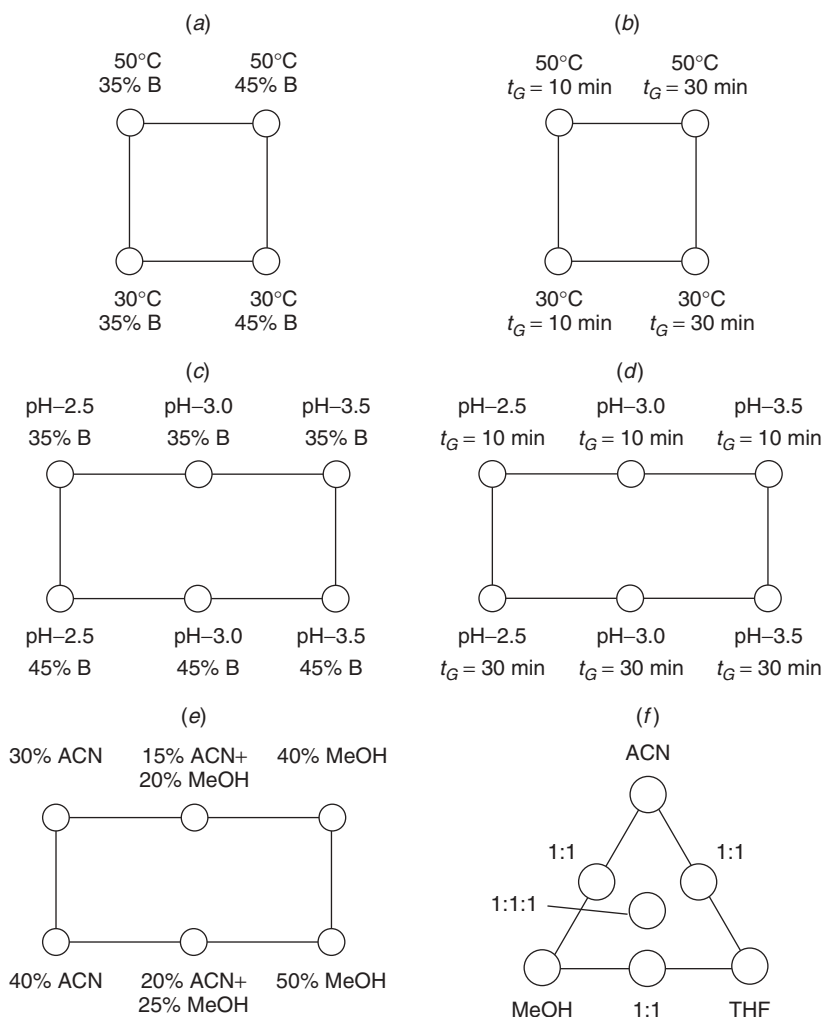 (a)
50°C
35% B
50°C
45% B
30°C
35% B
30°C
45% B
(b)
50°C
tG = 10 min
50°C
tG = 30 min
30°C
tG = 10 min
30°C
tG = 30 min
(c)
pH–2.5 pH–3.0 pH–3.5
35% B 35% B 35% B
pH–2.5 pH–3.0 pH–3.5
45% B 45% B 45% B
(d)
pH–2.5 pH–3.0 pH–3.5
tG = 10 min tG = 10 min tG = 10 min
pH–2.5 pH–3.0 pH–3.5
tG = 30 min tG = 30 min tG = 30 min
(e)
30% ACN
15% ACN+
20% MeOH
40% MeOH
40% ACN
20% ACN+
25% MeOH
50% MeOH
(f)
ACN
1:1 1:1
1:1:1
MeOH 1:1 THF